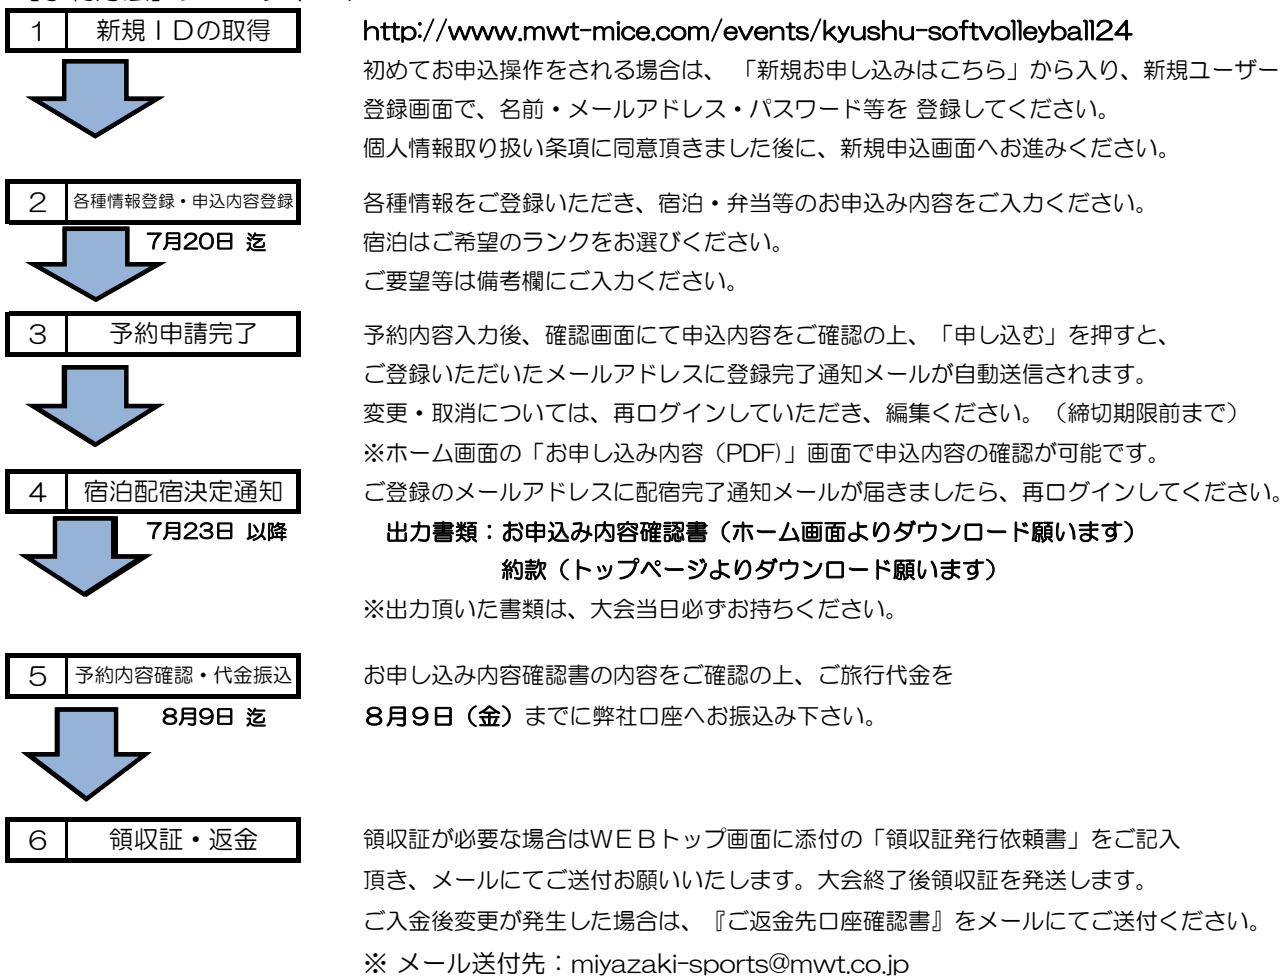 1 新規ＩＤの取得
http://www.mwt-mice.com/events/kyushu-softvolleyball24
初めてお申込操作をされる場合は、 「新規お申し込みはこちら」から入り、新規ユーザー
登録画面で、名前・メールアドレス・パスワード等を 登録してください。
個人情報取り扱い条項に同意頂きました後に、新規申込画面へお進みください。
2 各種情報登録・申込内容登録
7月20日 迄
各種情報をご登録いただき、宿泊・弁当等のお申込み内容をご入力ください。
宿泊はご希望のランクをお選びください。
ご要望等は備考欄にご入力ください。
3 予約申請完了
予約内容入力後、確認画面にて申込内容をご確認の上、「申し込む」を押すと、
ご登録いただいたメールアドレスに登録完了通知メールが自動送信されます。
変更・取消については、再ログインしていただき、編集ください。（締切期限前まで）
※ホーム画面の「お申し込み内容（PDF)」画面で申込内容の確認が可能です。
4 宿泊配宿決定通知
7月23日 以降
ご登録のメールアドレスに配宿完了通知メールが届きましたら、再ログインしてください。
出力書類：お申込み内容確認書（ホーム画面よりダウンロード願います）
約款（トップページよりダウンロード願います）
※出力頂いた書類は、大会当日必ずお持ちください。
5 予約内容確認・代金振込
8月9日 迄
お申し込み内容確認書の内容をご確認の上、ご旅行代金を
８月９日（金）までに弊社口座へお振込み下さい。
6 領収証・返金
領収証が必要な場合はＷＥＢトップ画面に添付の「領収証発行依頼書」をご記入
頂き、メールにてご送付お願いいたします。大会終了後領収証を発送します。
ご入金後変更が発生した場合は、『ご返金先口座確認書』をメールにてご送付ください。
※ メール送付先：miyazaki-sports@mwt.co.jp